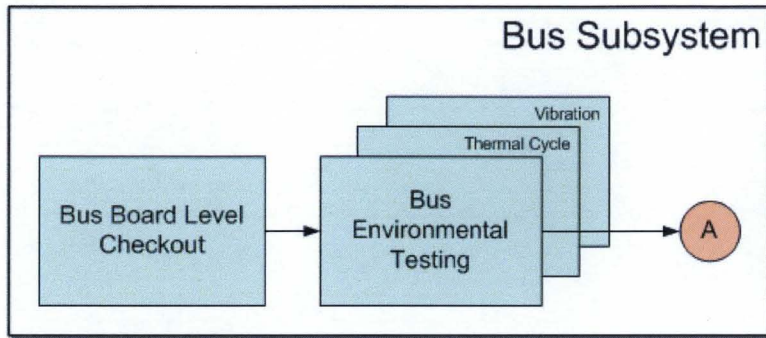 Bus Subsystem
Vibration
Thermal Cycle
Bus Board Level
Checkout
Bus
Environmental
Testing
A